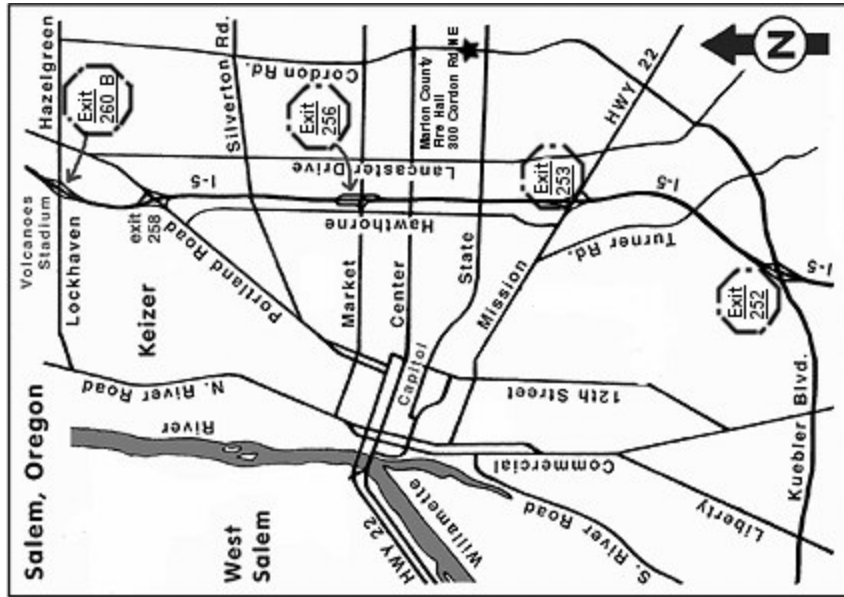 Salem, Oregon
West
Salem
HWY 22
Willamette
River
N. River Road
Keizer
Lockhaven
Volcanoes
Stadium
Hazelgreen
Exit
260 B
I-5
exit
258
Portland Road
Silverton Rd.
Cordon Rd.
Exit
256
Lancaster
Drive
Hawthorne
Market
Center
State
Capitol
Mission
Marion County
Fire Hall
300 Cordon Rd NE
N
HWY 22
Exit
253
I-5
Turner Rd.
Exit
252
I-5
12th Street
Commercial
Liberty
S. River Road
Kuebler Blvd.